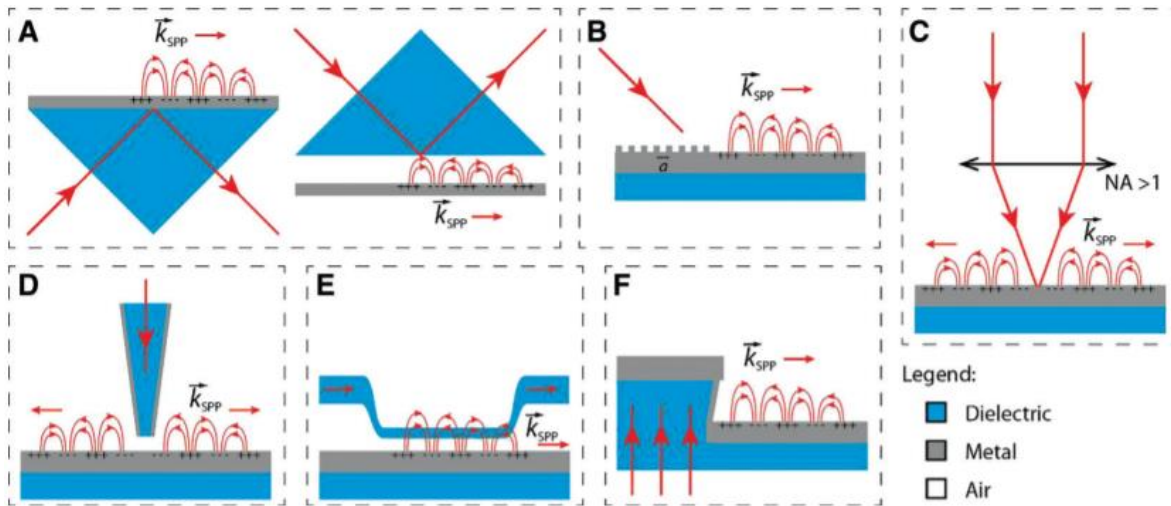 A
k SPP
+++ --- +++ --- +++
k SPP
+++ --- +++ --- +++
B
k SPP
a
+++ --- +++ --- +++
C
NA >1
k SPP
+++ --- +++ --- --- +++ --- +++
D
k SPP
+++ --- +++ --- --- +++ --- +++
E
k SPP
+++ --- +++ --- +++
F
k SPP
+++ --- +++ --- +++
Legend:
Dielectric
Metal
Air